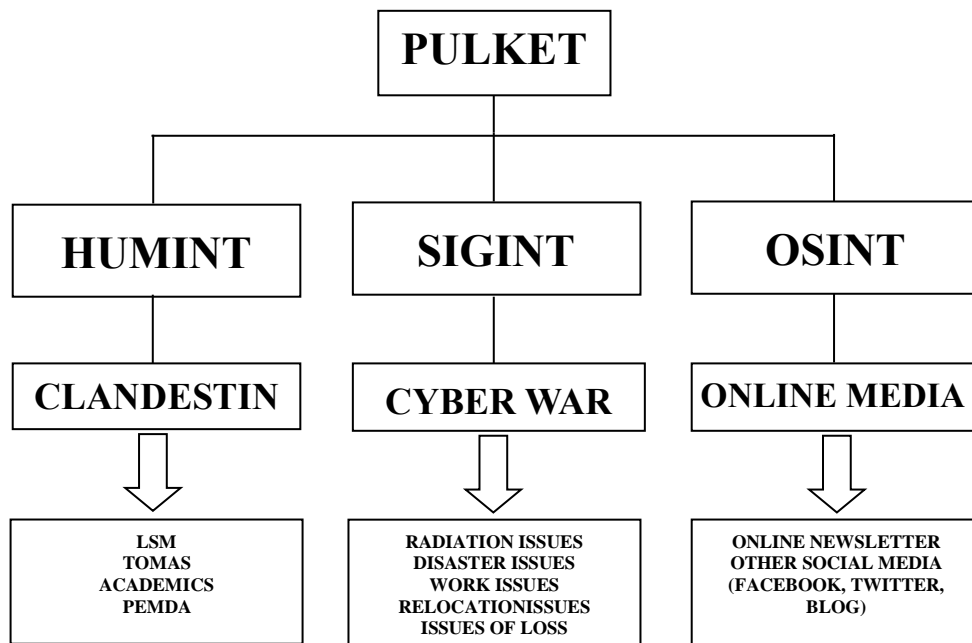 PULKET
HUMINT
SIGINT
OSINT
CLANDESTIN
CYBER WAR
ONLINE MEDIA
LSM
TOMAS
ACADEMICS
PEMDA
RADIATION ISSUES
DISASTER ISSUES
WORK ISSUES
RELOCATIONISSUES
ISSUES OF LOSS
ONLINE NEWSLETTER
OTHER SOCIAL MEDIA
(FACEBOOK, TWITTER,
BLOG)